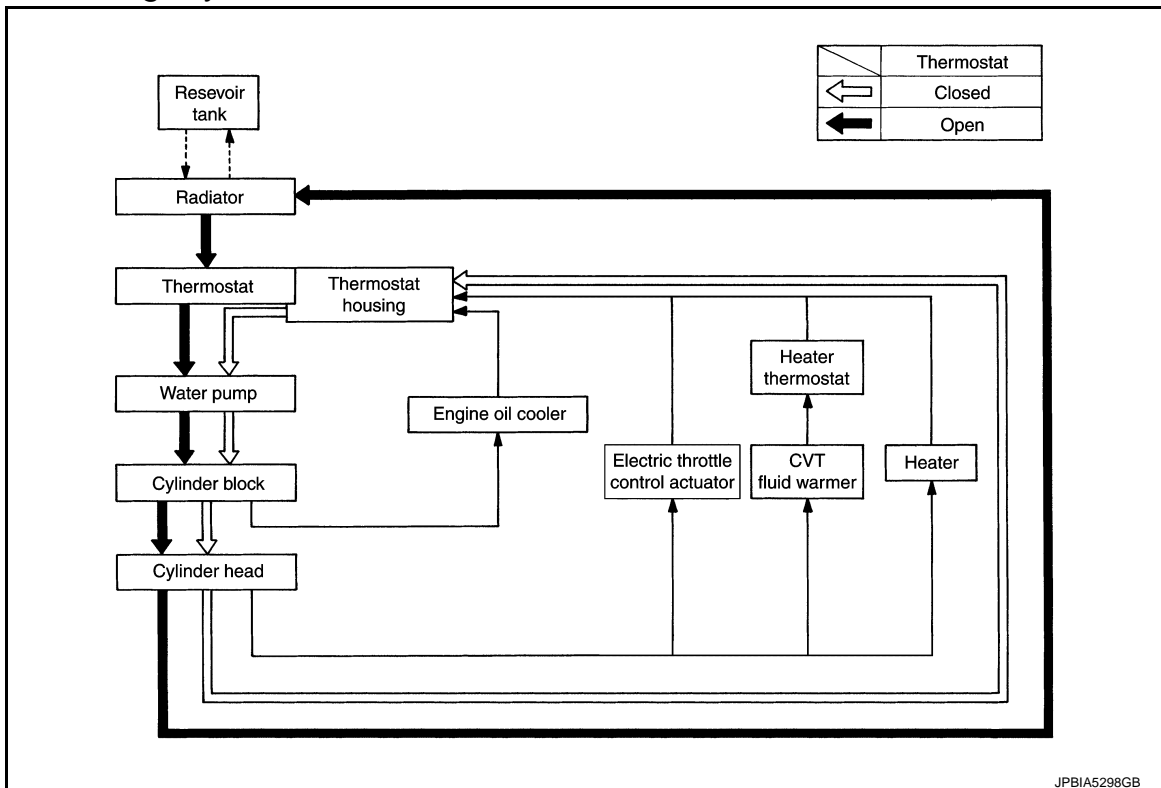 Thermostat
Closed
Open
Resevoir
tank
Radiator
Thermostat
Thermostat
housing
Water pump
Heater
thermostat
Engine oil cooler
Cylinder block
Electric throttle
control actuator
CVT
fluid warmer
Heater
Cylinder head
JPBIA5298GB